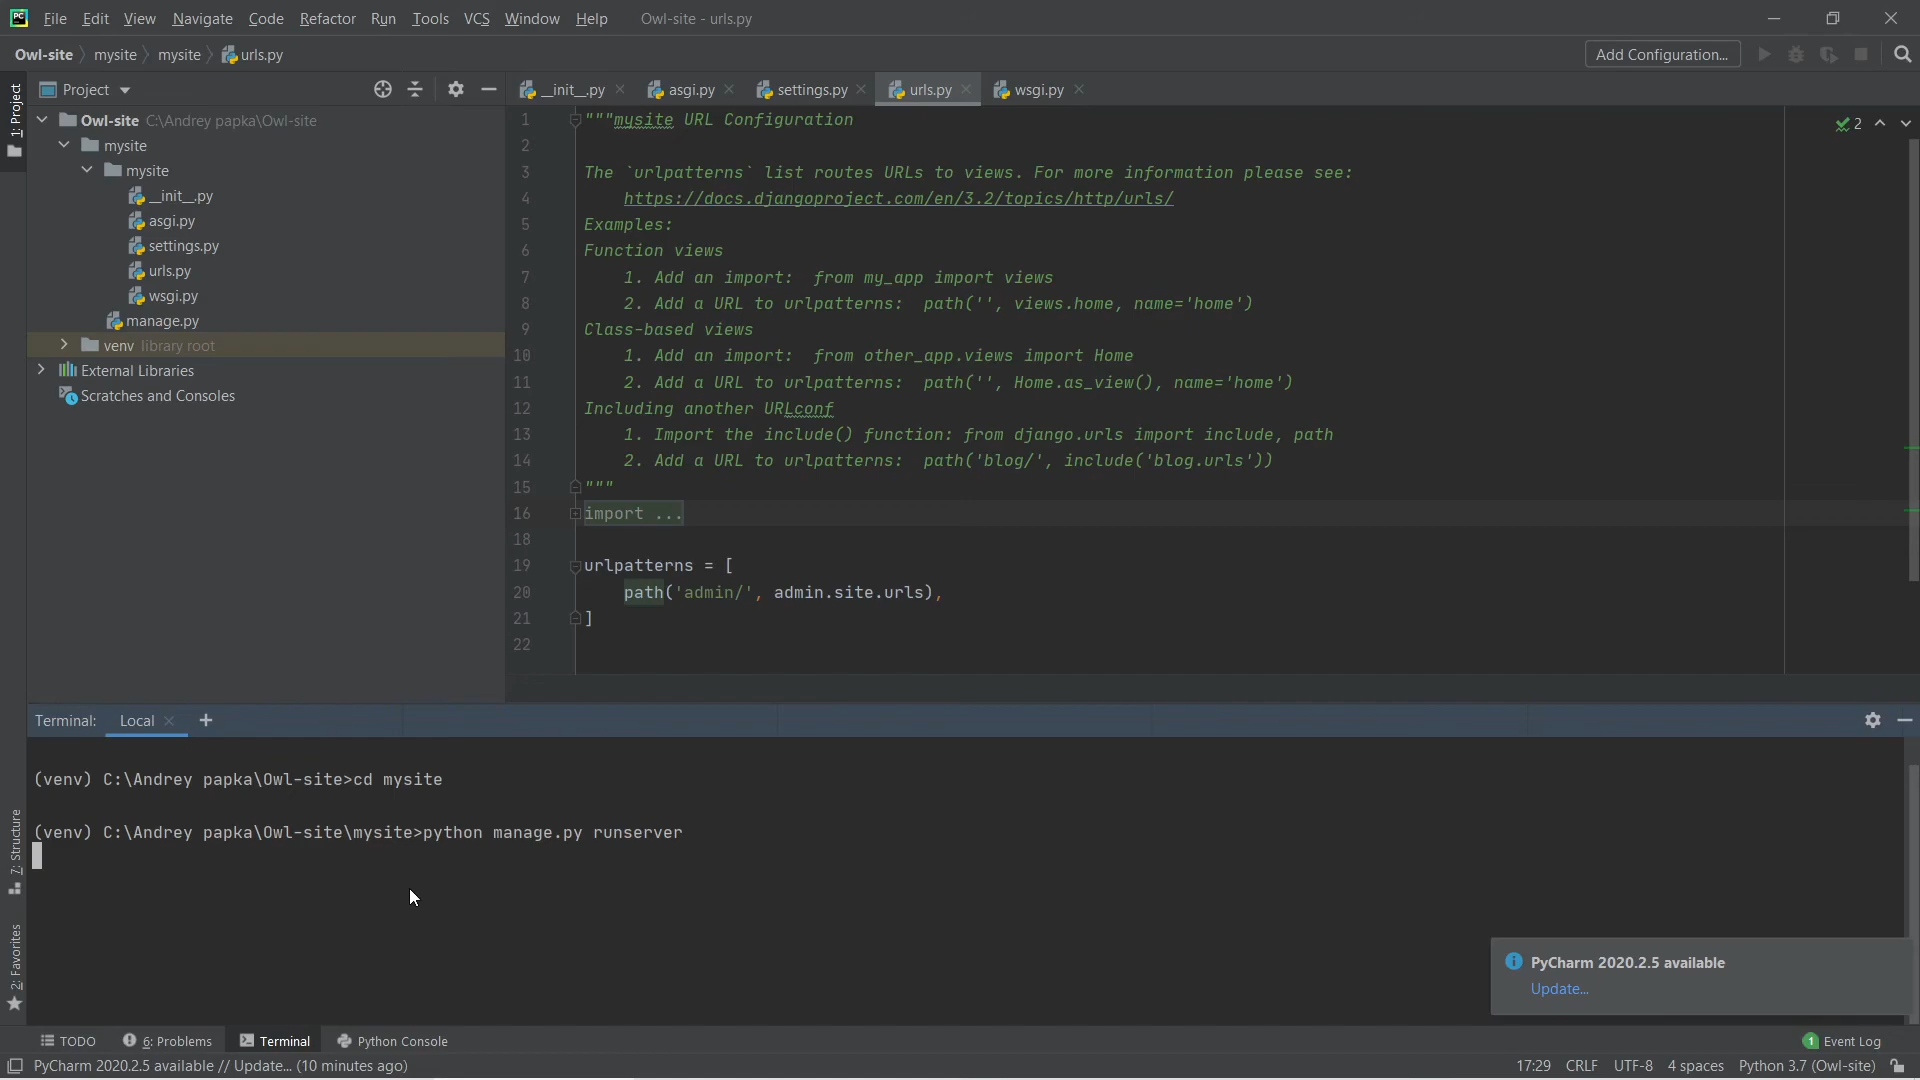 File Edit View Navigate Code Refactor Run Tools VCS Window Help Owl-site - urls.py
Owl-site mysite mysite urls.py Add Configuration...
Project __init__.py asgi.py settings.py urls.py wsgi.py
1: Project
Owl-site C:\Andrey papka\Owl-site
mysite
mysite
__init__.py
asgi.py
settings.py
urls.py
wsgi.py
manage.py
venv library root
External Libraries
Scratches and Consoles
2
1 """mysite URL Configuration
2
3 The `urlpatterns` list routes URLs to views. For more information please see:
4 https://docs.djangoproject.com/en/3.2/topics/http/urls/
5 Examples:
6 Function views
7 1. Add an import:  from my_app import views
8 2. Add a URL to urlpatterns:  path('', views.home, name='home')
9 Class-based views
10 1. Add an import:  from other_app.views import Home
11 2. Add a URL to urlpatterns:  path('', Home.as_view(), name='home')
12 Including another URLconf
13 1. Import the include() function: from django.urls import include, path
14 2. Add a URL to urlpatterns:  path('blog/', include('blog.urls'))
15 """
16 import ...
18
19 urlpatterns = [
20 path('admin/', admin.site.urls),
21 ]
22
Terminal: Local
(venv) C:\Andrey papka\Owl-site>cd mysite
(venv) C:\Andrey papka\Owl-site\mysite>python manage.py runserver
7: Structure
2: Favorites
PyCharm 2020.2.5 available
Update...
TODO 6: Problems Terminal Python Console 1 Event Log
PyCharm 2020.2.5 available // Update... (10 minutes ago) 17:29 CRLF UTF-8 4 spaces Python 3.7 (Owl-site)